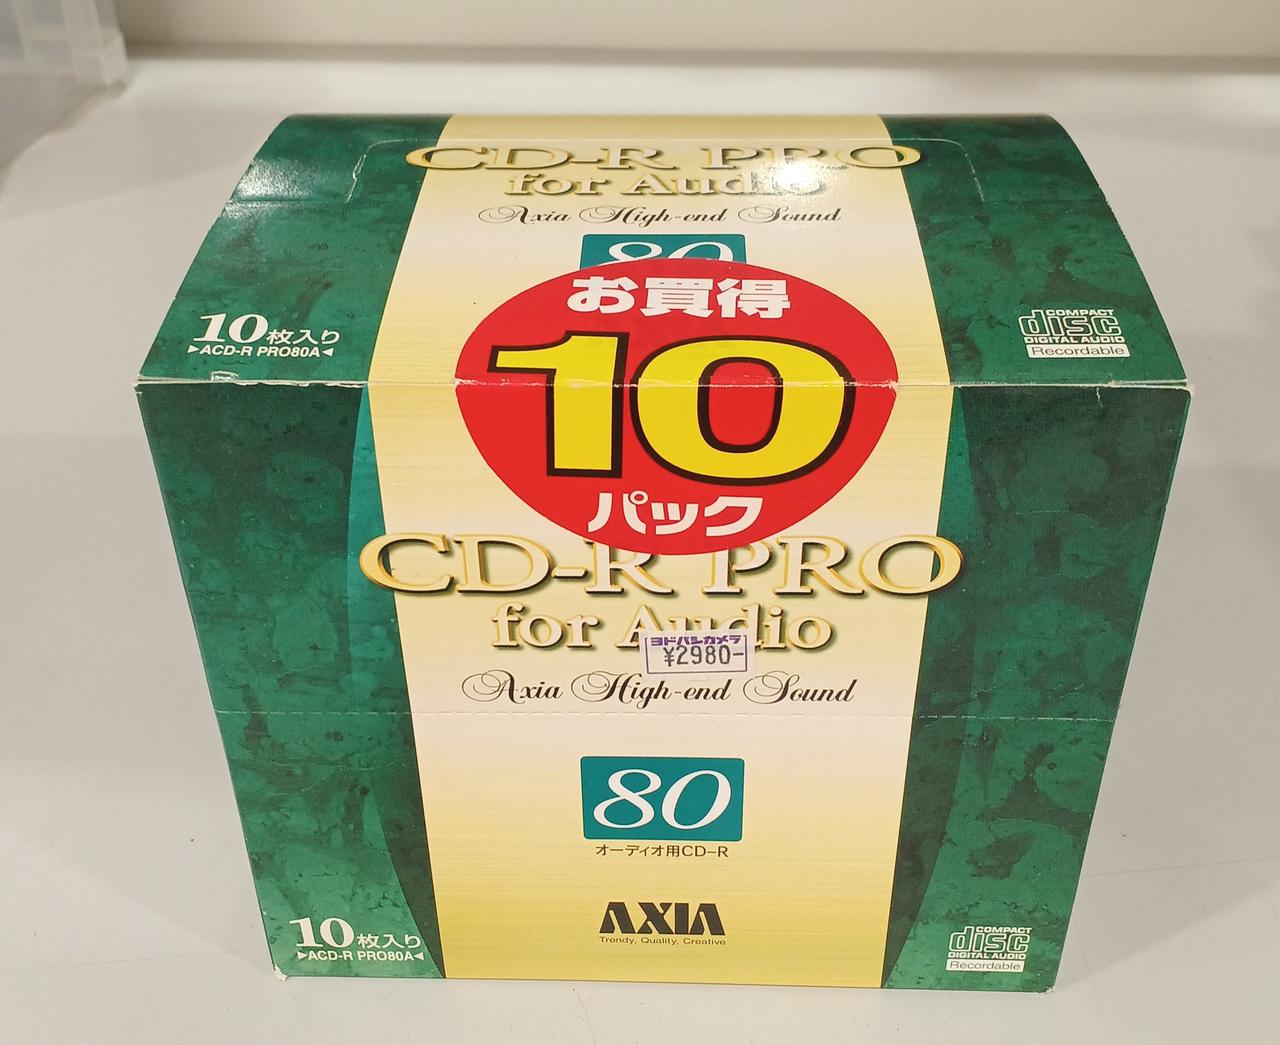 CD-R PRO
for Audio
Axia High-end Sound
80
お買得
10
パック
10枚入り
▶ACD-R PRO80A◀
COMPACT
disc
DIGITAL AUDIO
Recordable
CD-R PRO
for Audio
ヨドバシカメラ
¥2980-
Axia High-end Sound
80
オーディオ用CD-R
AXIA
Trendy, Quality, Creative
10枚入り
▶ACD-R PRO80A◀
COMPACT
disc
DIGITAL AUDIO
Recordable